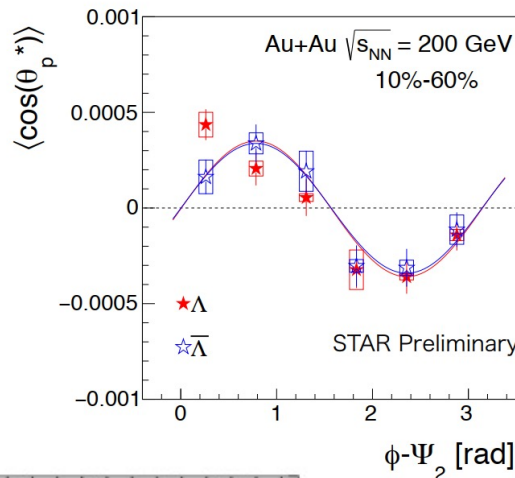 ⟨cos(θp*)⟩
0.001
Au+Au √sNN = 200 GeV
10%-60%
0.0005
0
−0.0005
★ Λ
☆ Λ̅
STAR Preliminary
−0.001
0 1 2 3
ϕ-Ψ2 [rad]